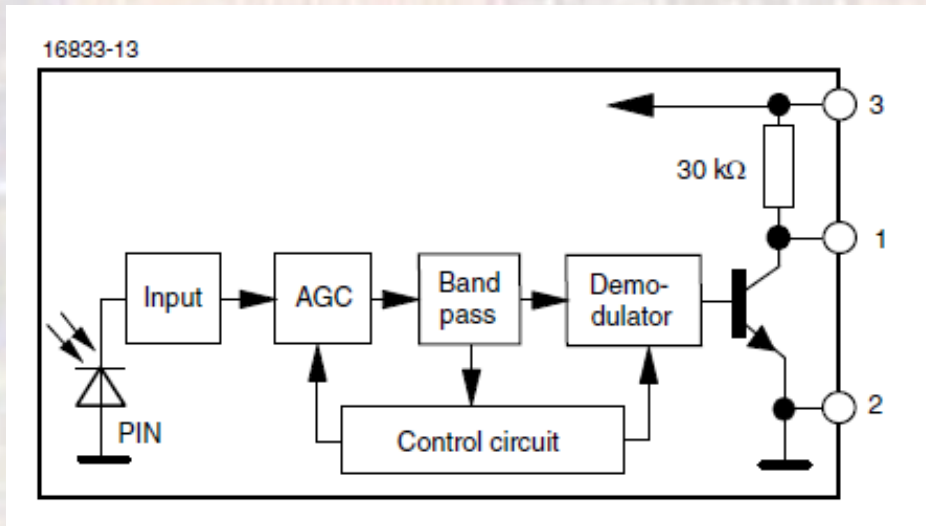 16833-13
3
30 kΩ
1
Input
AGC
Band
pass
Demo-
dulator
2
PIN
Control circuit